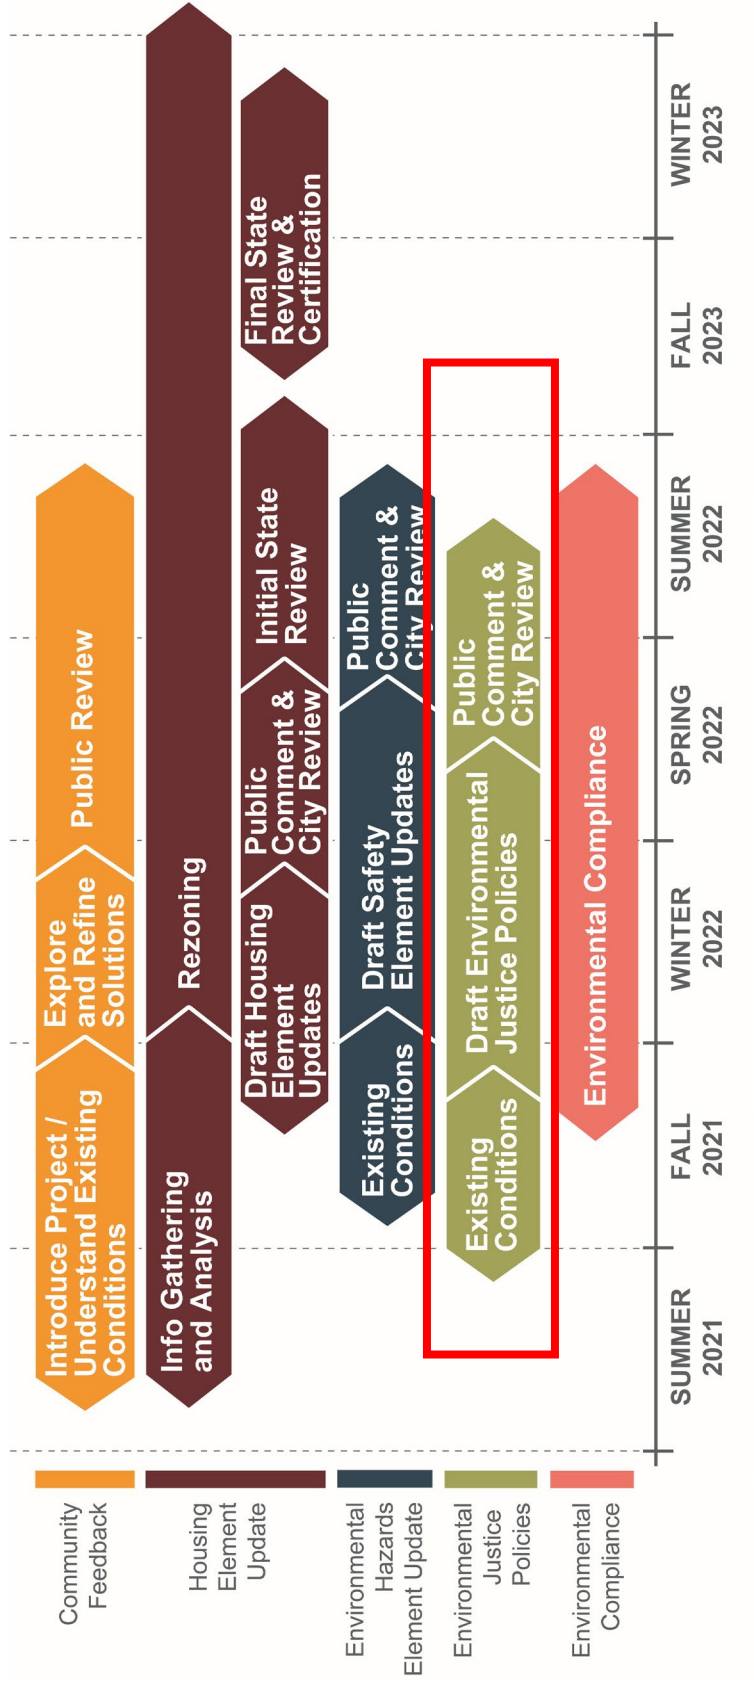 Community
Feedback
Introduce Project /
Understand Existing
Conditions
Explore
and Refine
Solutions
Public Review
Housing
Element
Update
Info Gathering
and Analysis
Rezoning
Draft Housing
Element
Updates
Public
Comment &
City Review
Initial State
Review
Final State
Review &
Certification
Environmental
Hazards
Element Update
Existing
Conditions
Draft Safety
Element Updates
Public
Comment &
City Review
Environmental
Justice
Policies
Existing
Conditions
Draft Environmental
Justice Policies
Public
Comment &
City Review
Environmental
Compliance
Environmental Compliance
SUMMER
2021
FALL
2021
WINTER
2022
SPRING
2022
SUMMER
2022
FALL
2023
WINTER
2023